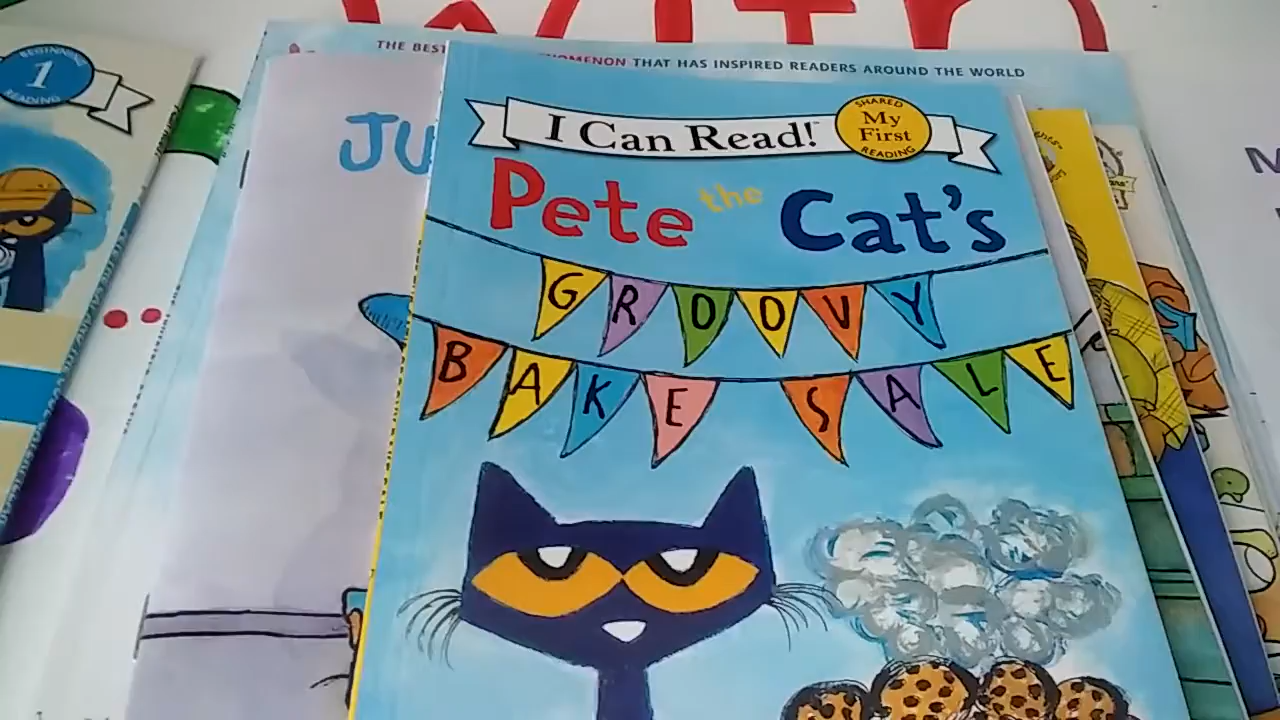 BEGINNING
1
READING
THE BEST
NOMENON THAT HAS INSPIRED READERS AROUND THE WORLD
JU
I Can Read!
SHARED
My
First
READING
Pete the Cat's
GROOVY
BAKE SALE